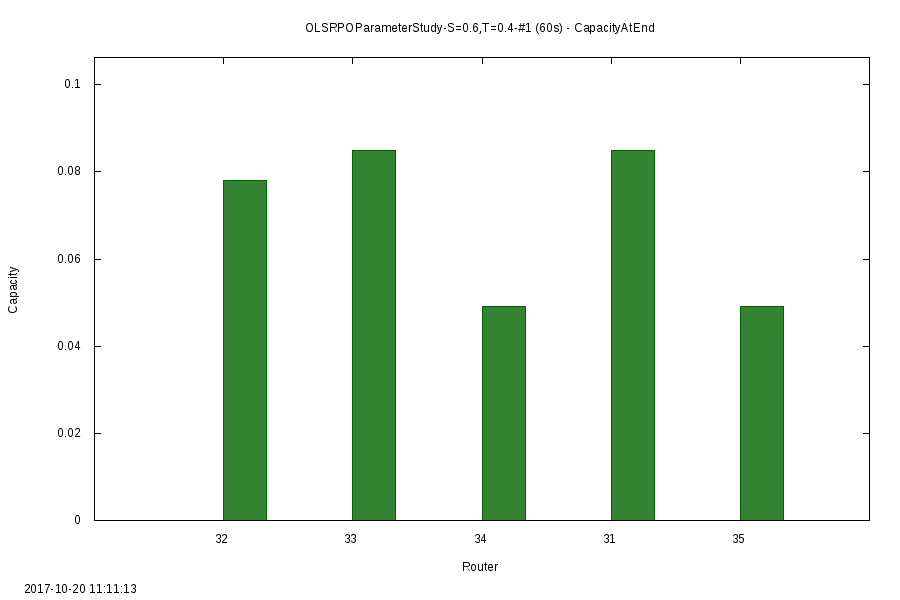 OLSRPOParameterStudy-S=0.6,T=0.4-#1 (60s) - CapacityAtEnd
0.1
0.08
0.06
0.04
0.02
0
Capacity
32 33 34 31 35
Router
2017-10-20 11:11:13